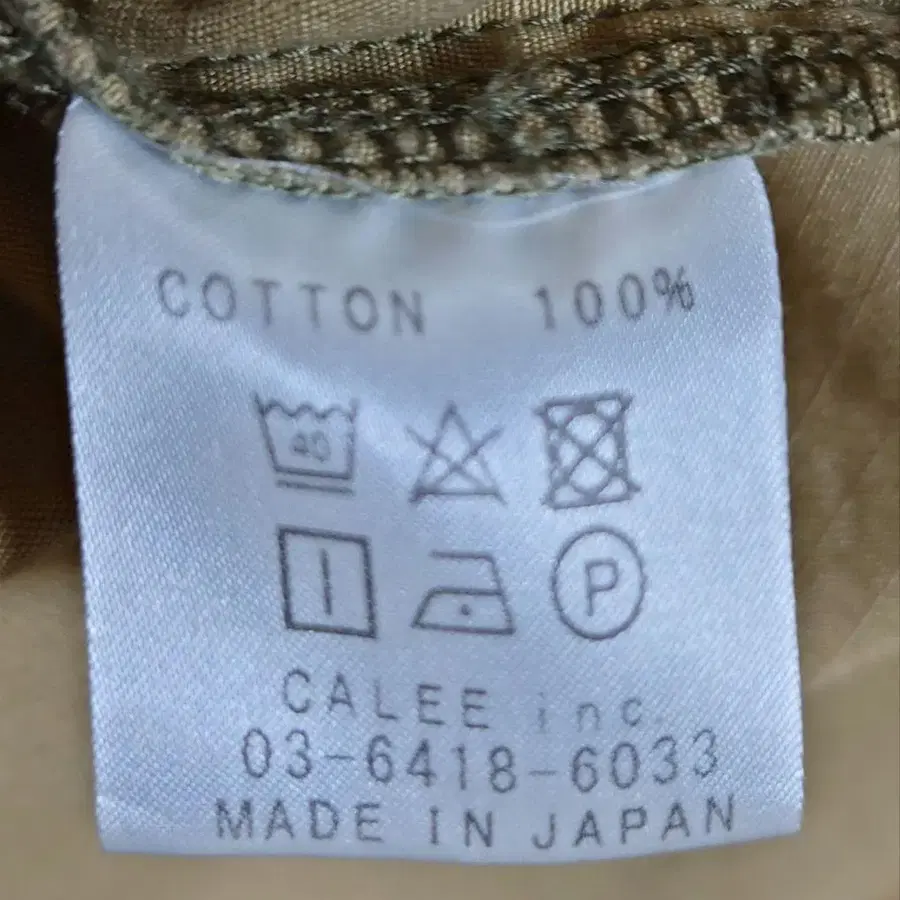 COTTON 100%
P
CALEE inc.
03-6418-6033
MADE IN JAPAN